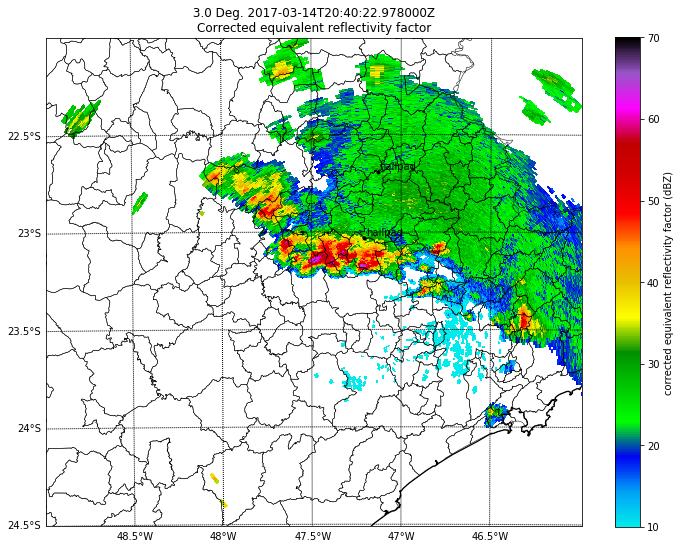 3.0 Deg. 2017-03-14T20:40:22.978000Z
Corrected equivalent reflectivity factor
70
60
50
40
30
20
10
corrected equivalent reflectivity factor (dBZ)
22.5°S
23°S
23.5°S
24°S
24.5°S
hailpad
hailpad
48.5°W
48°W
47.5°W
47°W
46.5°W